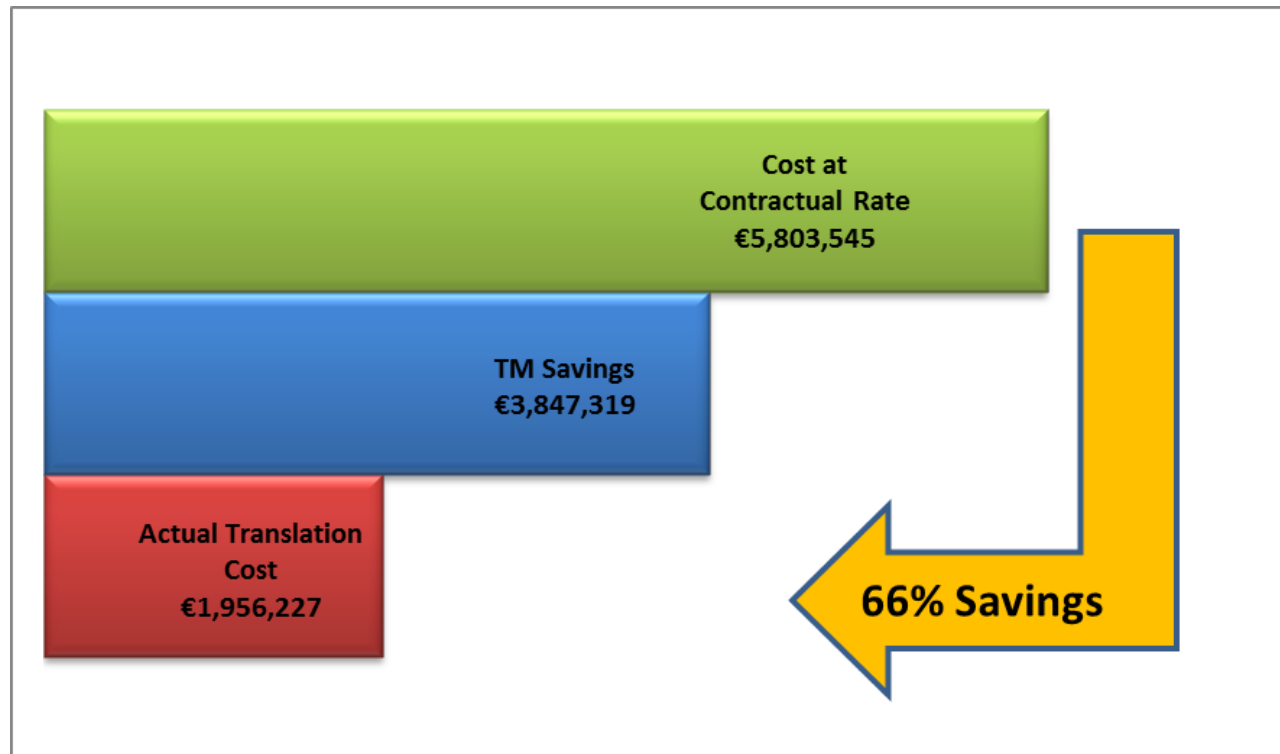 Cost at
Contractual Rate
€5,803,545
TM Savings
€3,847,319
Actual Translation
Cost
€1,956,227
66% Savings